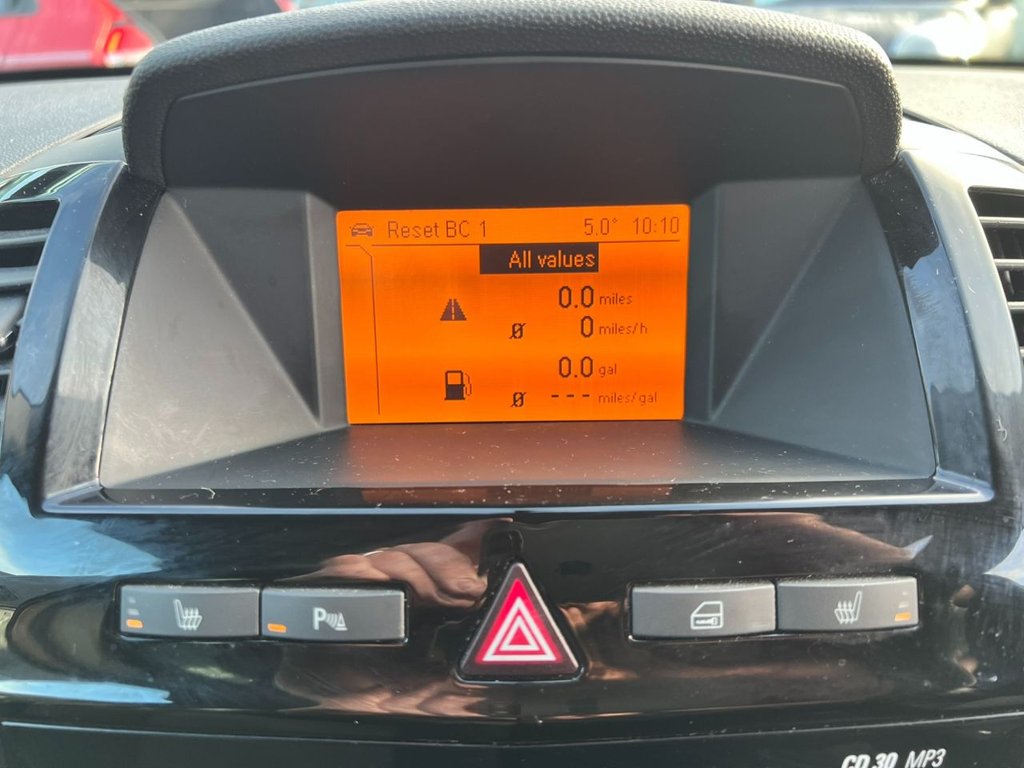 Reset BC 1 5.0° 10:10
All values
0.0 miles
Ø 0 miles/h
0.0 gal
Ø --- miles/gal
P
CD 30 MP3